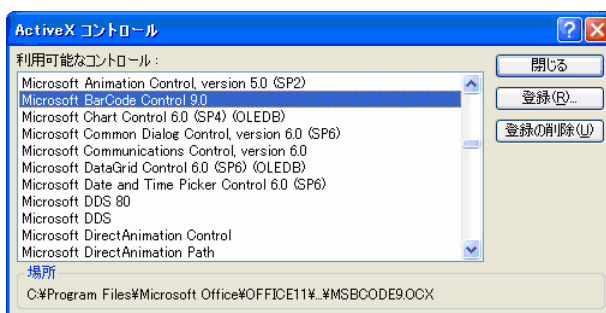 ActiveX コントロール
利用可能なコントロール：
Microsoft Animation Control, version 5.0 (SP2)
Microsoft BarCode Control 9.0
Microsoft Chart Control 6.0 (SP4) (OLEDB)
Microsoft Common Dialog Control, version 6.0 (SP6)
Microsoft Communications Control, version 6.0
Microsoft DataGrid Control 6.0 (SP6) (OLEDB)
Microsoft Date and Time Picker Control 6.0 (SP6)
Microsoft DDS 80
Microsoft DDS
Microsoft DirectAnimation Control
Microsoft DirectAnimation Path
閉じる
登録(R)...
登録の削除(U)
場所
C:¥Program Files¥Microsoft Office¥OFFICE11¥...¥MSBCODE9.OCX